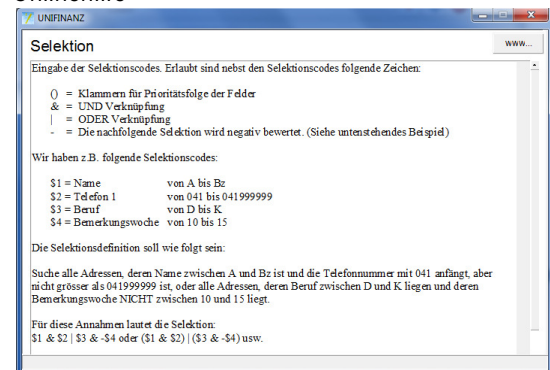 UNIFINANZ
Selektion
www...
Eingabe der Selektionscodes. Erlaubt sind nebst den Selektionscodes folgende Zeichen:
() = Klammern für Prioritätsfolge der Felder
& = UND Verknüpfung
| = ODER Verknüpfung
- = Die nachfolgende Selektion wird negativ bewertet. (Siehe untenstehendes Beispiel)
Wir haben z.B. folgende Selektionscodes:
$1 = Name von A bis Bz
$2 = Telefon 1 von 041 bis 041999999
$3 = Beruf von D bis K
$4 = Bemerkungswoche von 10 bis 15
Die Selektionsdefinition soll wie folgt sein:
Suche alle Adressen, deren Name zwischen A und Bz ist und die Telefonnummer mit 041 anfängt, aber
nicht grösser als 041999999 ist, oder alle Adressen, deren Beruf zwischen D und K liegen und deren
Bemerkungswoche NICHT zwischen 10 und 15 liegt.
Für diese Annahmen lautet die Selektion:
$1 & $2 | $3 & -$4 oder ($1 & $2) | ($3 & -$4) usw.